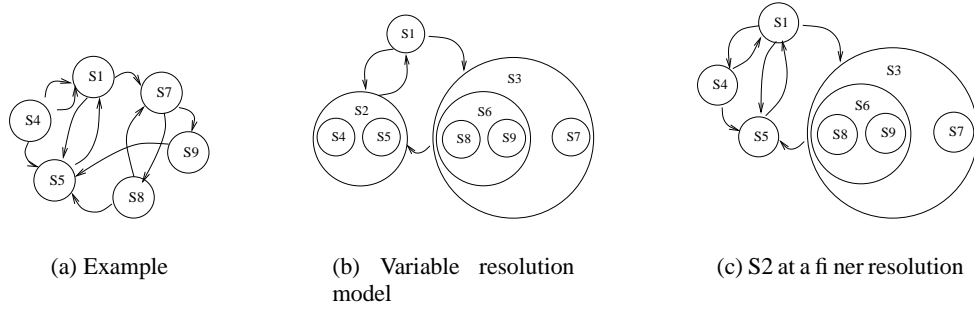 S1
S7
S4
S9
S5
S8
S1
S3
S2
S6
S4
S5
S8
S9
S7
S1
S3
S4
S6
S8
S9
S7
S5
(a) Example
(b) Variable resolution
model
(c) S2 at a fi ner resolution